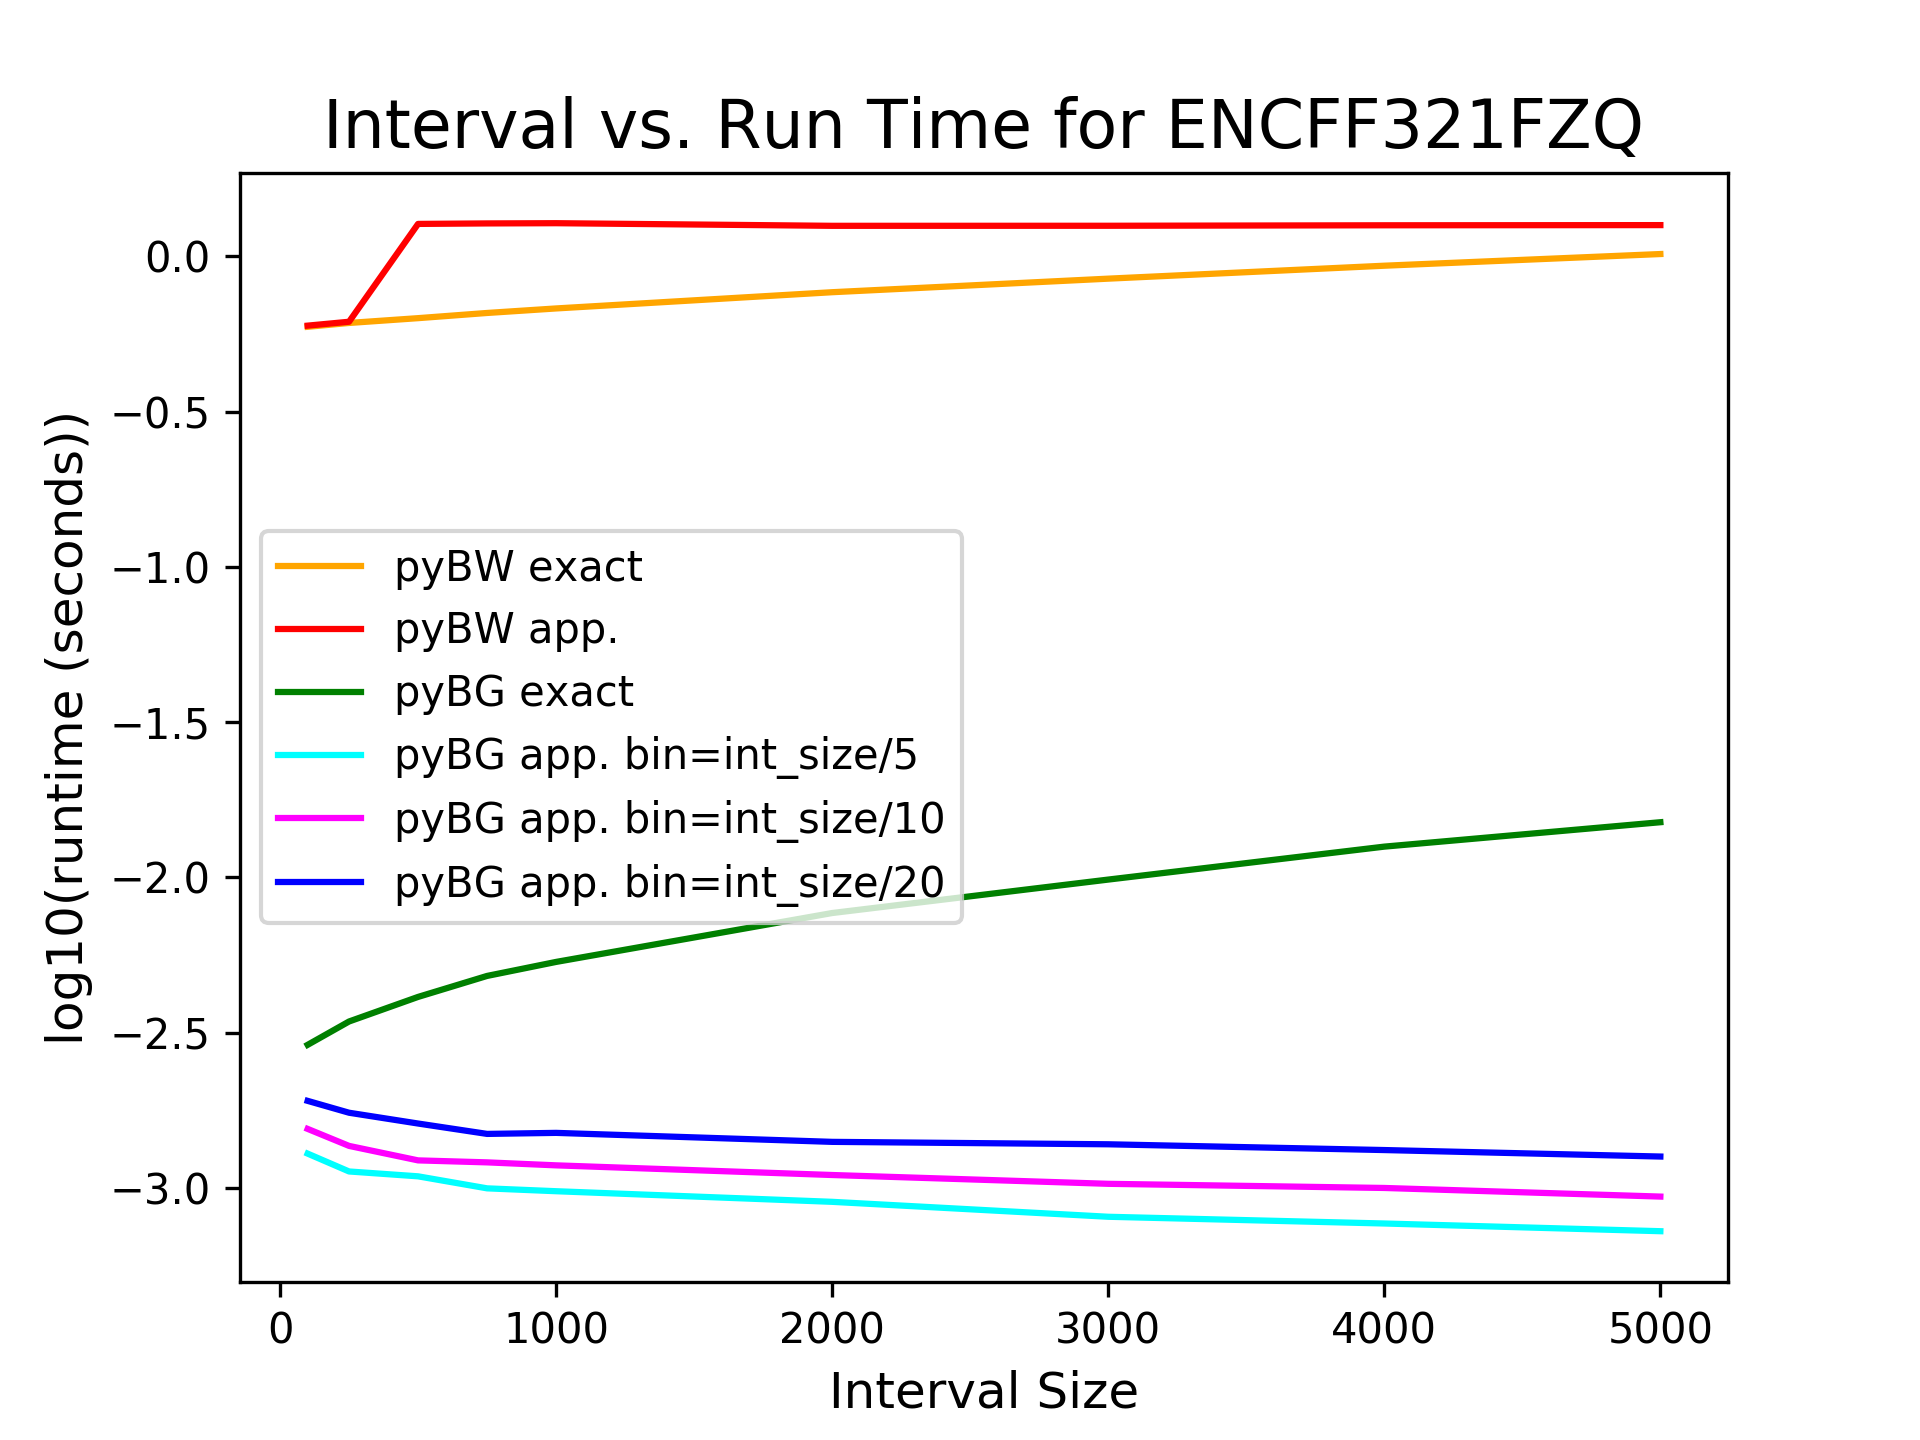 Interval vs. Run Time for ENCFF321FZQ
log10(runtime (seconds))
0.0
−0.5
−1.0
−1.5
−2.0
−2.5
−3.0
pyBW exact
pyBW app.
pyBG exact
pyBG app. bin=int_size/5
pyBG app. bin=int_size/10
pyBG app. bin=int_size/20
0 1000 2000 3000 4000 5000
Interval Size